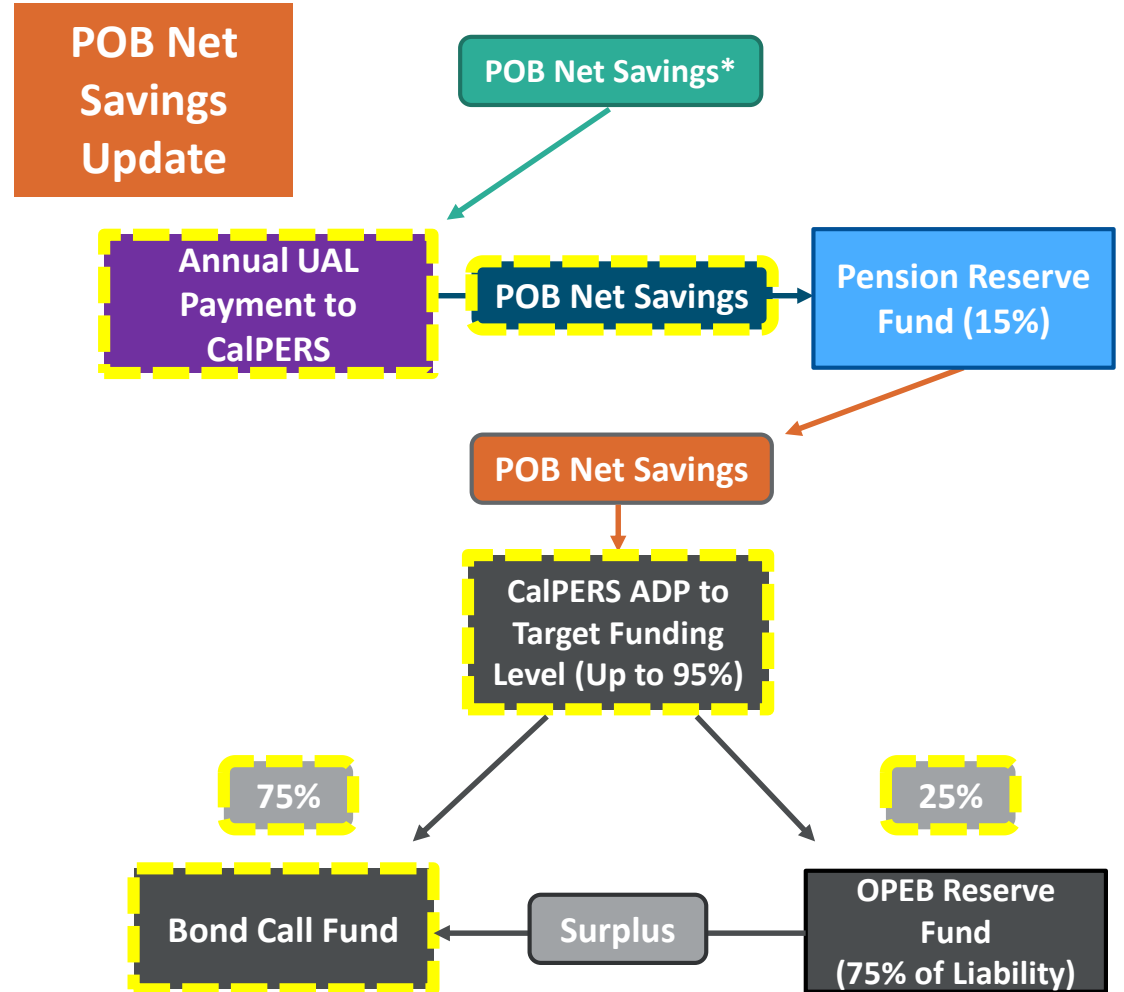 POB Net
Savings
Update
POB Net Savings*
Annual UAL
Payment to
CalPERS
POB Net Savings
Pension Reserve
Fund (15%)
POB Net Savings
CalPERS ADP to
Target Funding
Level (Up to 95%)
75%
25%
Bond Call Fund
Surplus
OPEB Reserve
Fund
(75% of Liability)